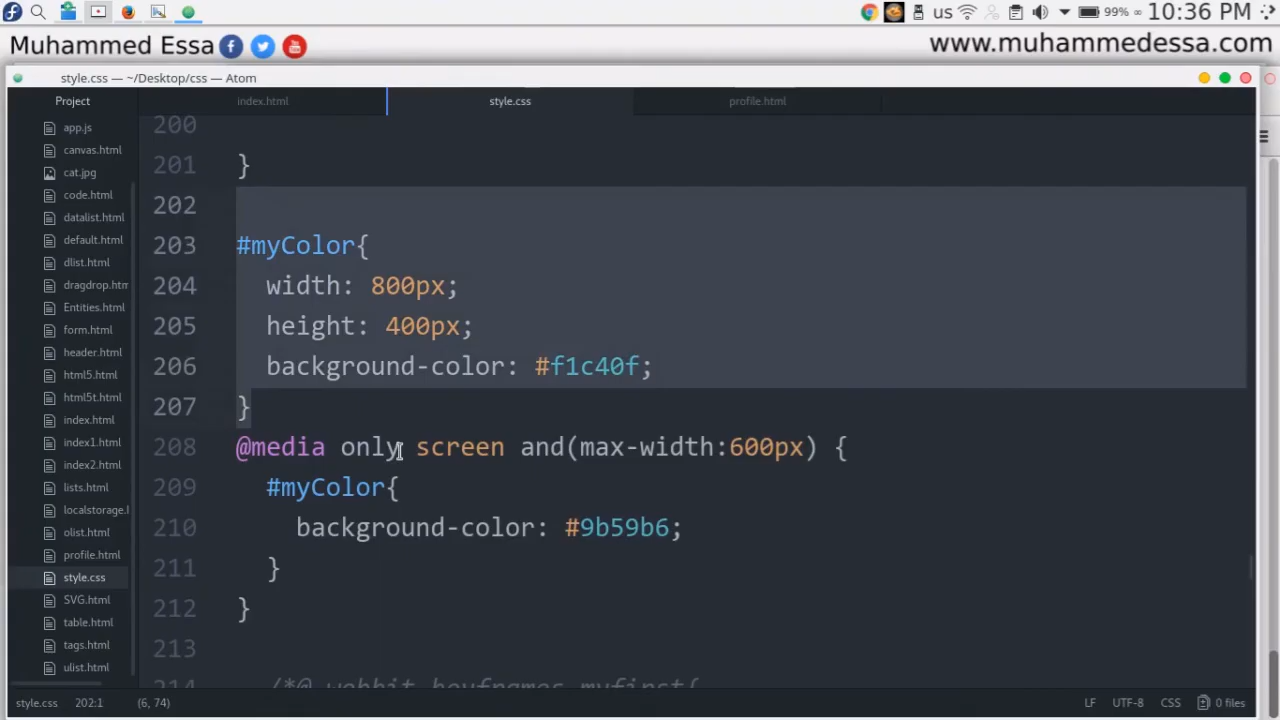 us 99% 10:36 PM
Muhammed Essa www.muhammedessa.com
style.css — ~/Desktop/css — Atom
Project index.html style.css profile.html
app.js
canvas.html
cat.jpg
code.html
datalist.html
default.html
dlist.html
dragdrop.htm
Entities.html
form.html
header.html
html5.html
html5t.html
index.html
index1.html
index2.html
lists.html
localstorage.l
olist.html
profile.html
style.css
SVG.html
table.html
tags.html
ulist.html
200
201 }
202
203 #myColor{
204 width: 800px;
205 height: 400px;
206 background-color: #f1c40f;
207 }
208 @media only screen and(max-width:600px) {
209 #myColor{
210 background-color: #9b59b6;
211 }
212 }
213
214
style.css 202:1 (6, 74) LF UTF-8 CSS 0 files